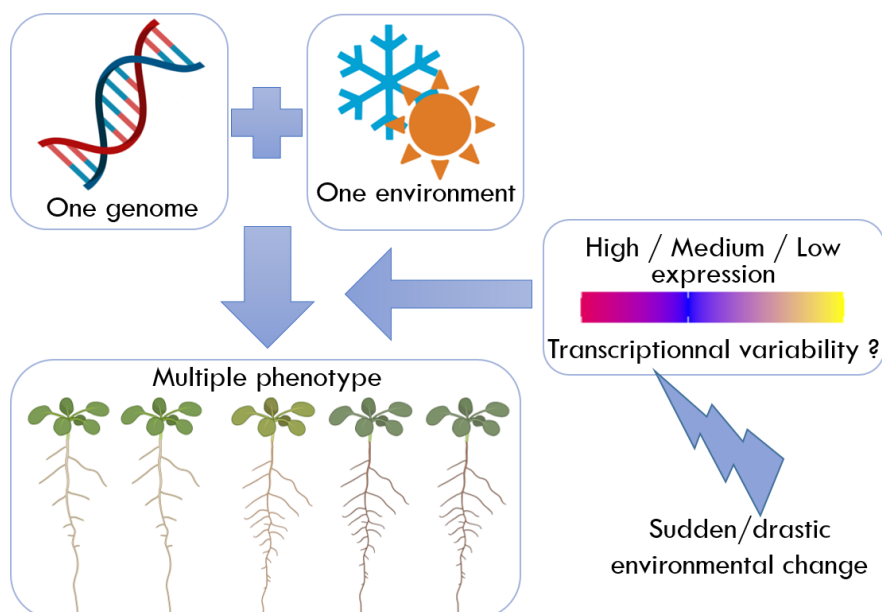 One genome
One environment
High / Medium / Low
expression
Transcriptionnal variability ?
Multiple phenotype
Sudden/drastic
environmental change